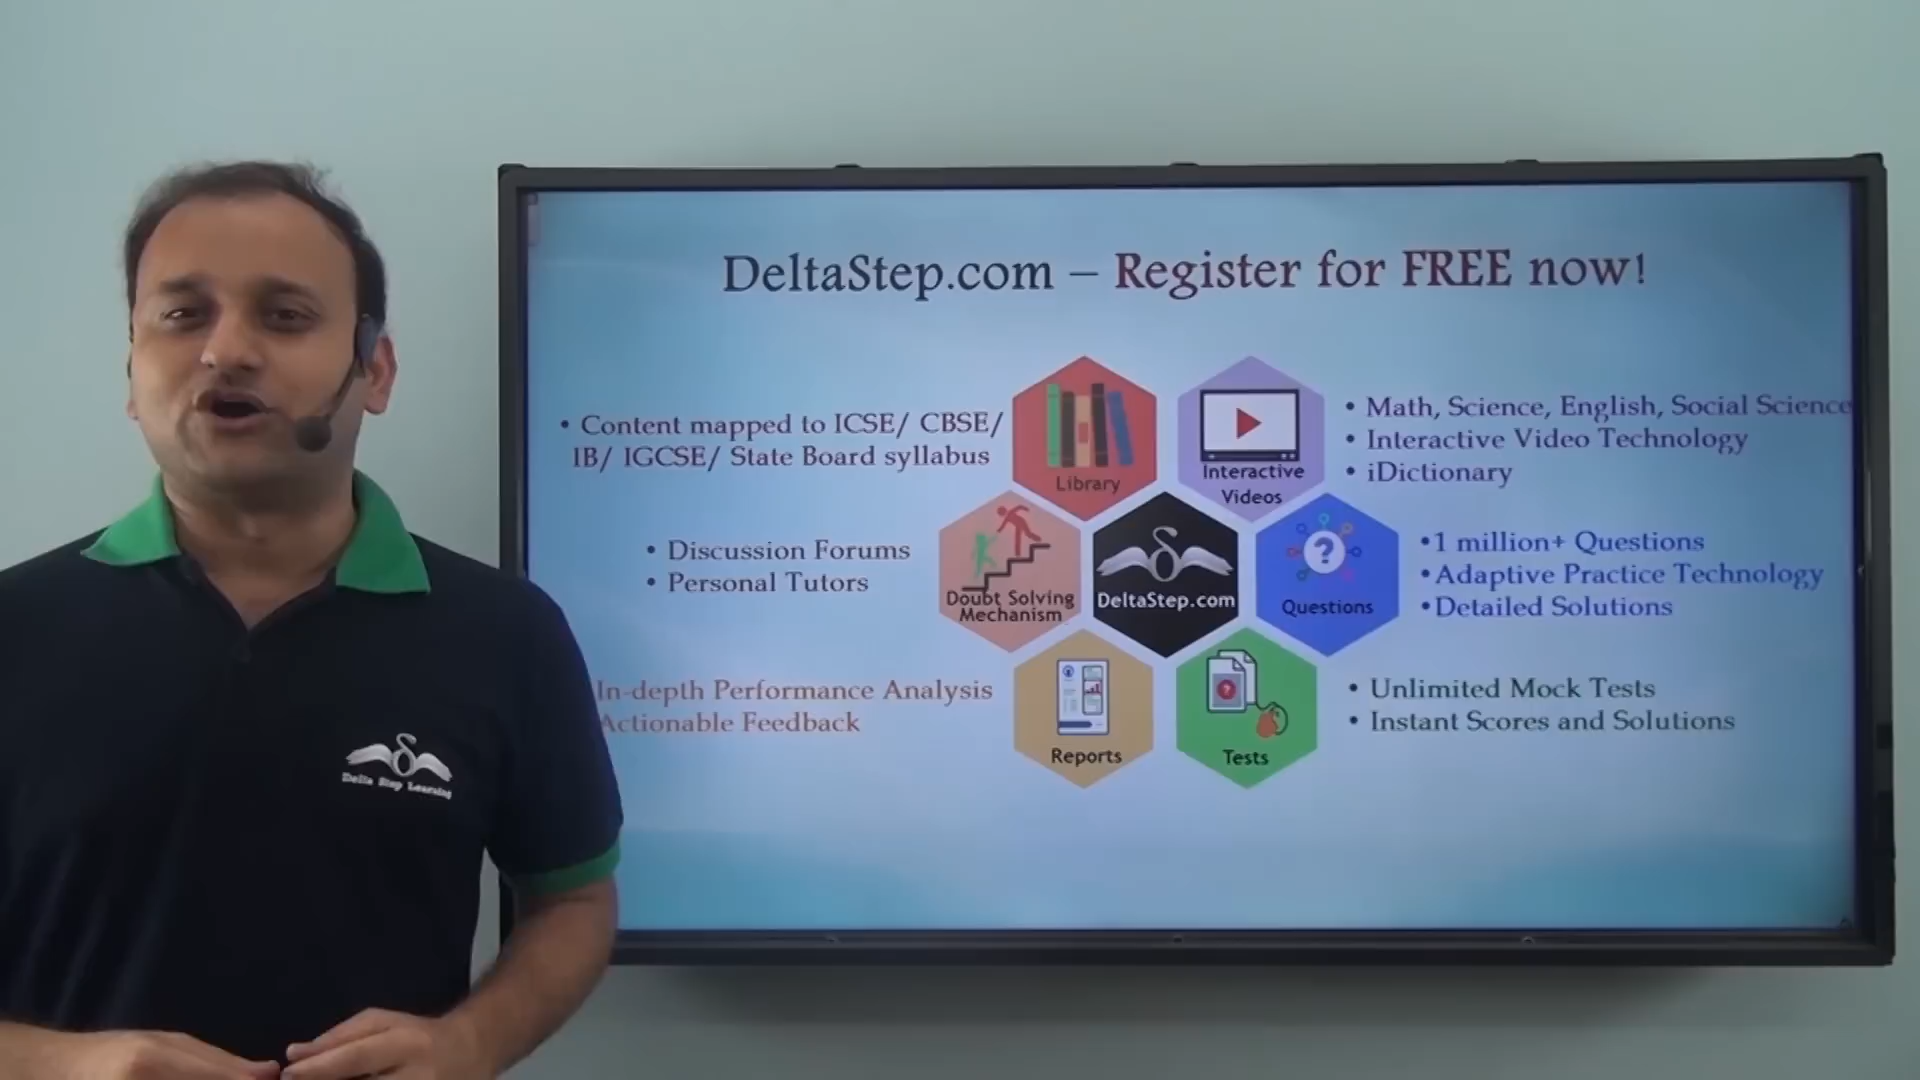 DeltaStep.com – Register for FREE now!
• Content mapped to ICSE/ CBSE/
IB/ IGCSE/ State Board syllabus
Library
Interactive
Videos
• Math, Science, English, Social Science
• Interactive Video Technology
• iDictionary
• Discussion Forums
• Personal Tutors
Doubt Solving
Mechanism
δ
DeltaStep.com
?
Questions
•1 million+ Questions
•Adaptive Practice Technology
•Detailed Solutions
In-depth Performance Analysis
Actionable Feedback
Reports
?
Tests
• Unlimited Mock Tests
• Instant Scores and Solutions
δ
Delta Step Learning